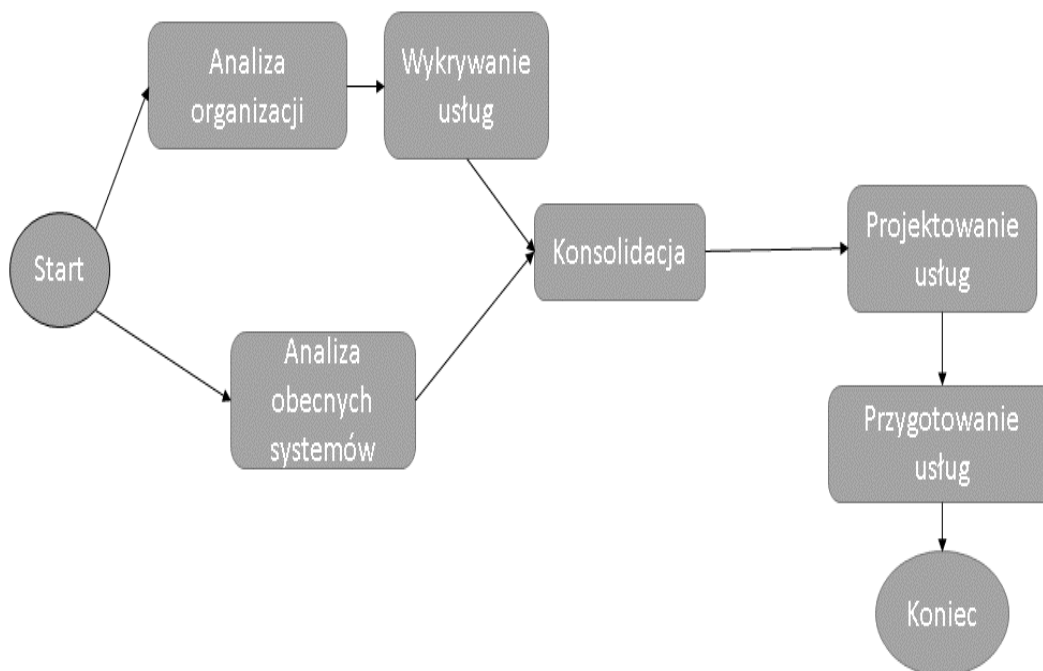 Analiza
organizacji
Wykrywanie
usług
Start
Analiza
obecnych
systemów
Konsolidacja
Projektowanie
usług
Przygotowanie
usług
Koniec